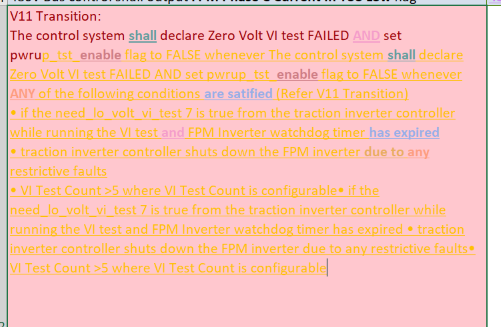 V11 Transition:
The control system shall declare Zero Volt VI test FAILED AND set
pwrup_tst_enable flag to FALSE whenever The control system shall declare
Zero Volt VI test FAILED AND set pwrup_tst_enable flag to FALSE whenever
ANY of the following conditions are satified (Refer V11 Transition)
• if the need_lo_volt_vi_test 7 is true from the traction inverter controller
while running the VI test and FPM Inverter watchdog timer has expired
• traction inverter controller shuts down the FPM inverter due to any
restrictive faults
• VI Test Count >5 where VI Test Count is configurable• if the
need_lo_volt_vi_test 7 is true from the traction inverter controller while
running the VI test and FPM Inverter watchdog timer has expired • traction
inverter controller shuts down the FPM inverter due to any restrictive faults•
VI Test Count >5 where VI Test Count is configurable